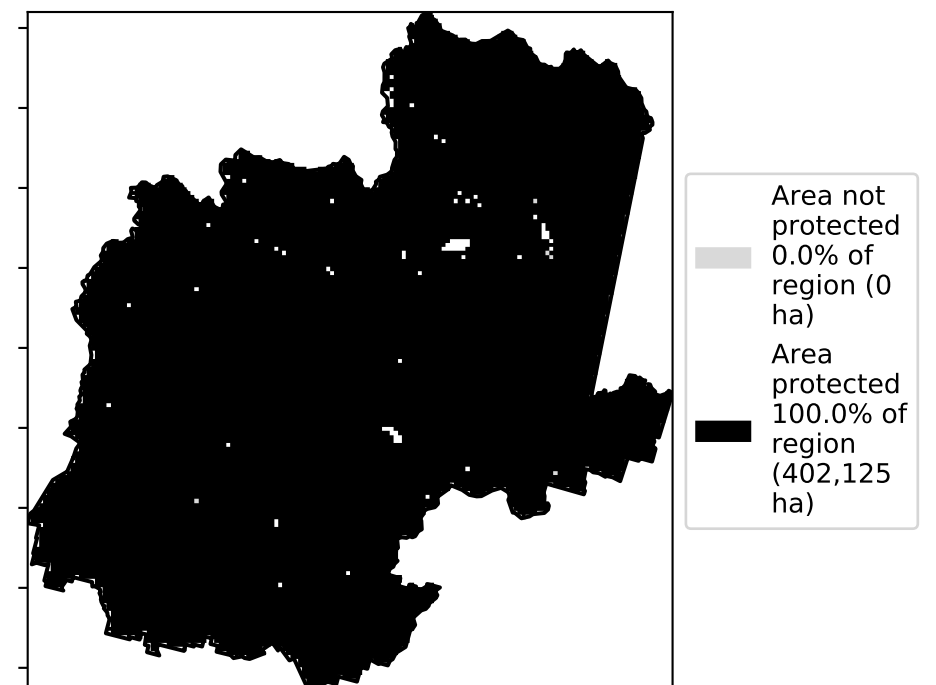 Area not
protected
0.0% of
region (0
ha)
Area
protected
100.0% of
region
(402,125
ha)